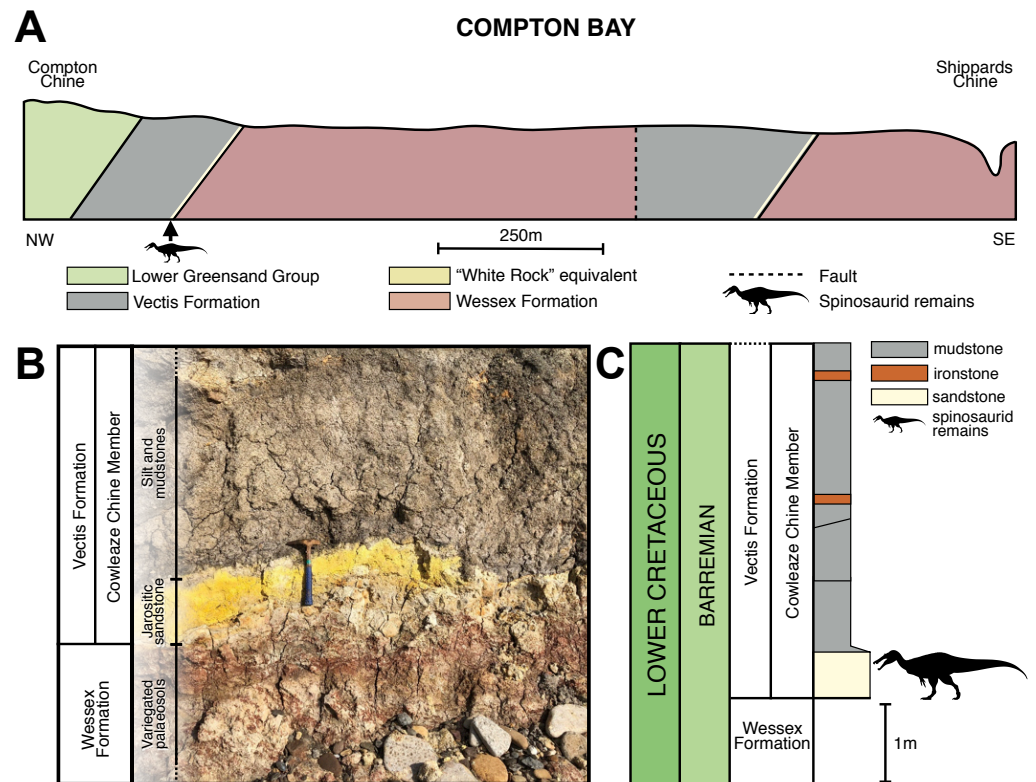 A
COMPTON BAY
Compton
Chine
Shippards
Chine
NW
SE
250m
Lower Greensand Group
Vectis Formation
“White Rock” equivalent
Wessex Formation
Fault
Spinosaurid remains
B
Vectis Formation
Cowleaze Chine Member
Silt and
mudstones
Jarositic
sandstone
Wessex
Formation
Variegated
palaeosols
C
LOWER CRETACEOUS
BARREMIAN
Vectis Formation
Cowleaze Chine Member
Wessex
Formation
mudstone
ironstone
sandstone
spinosaurid
remains
1m